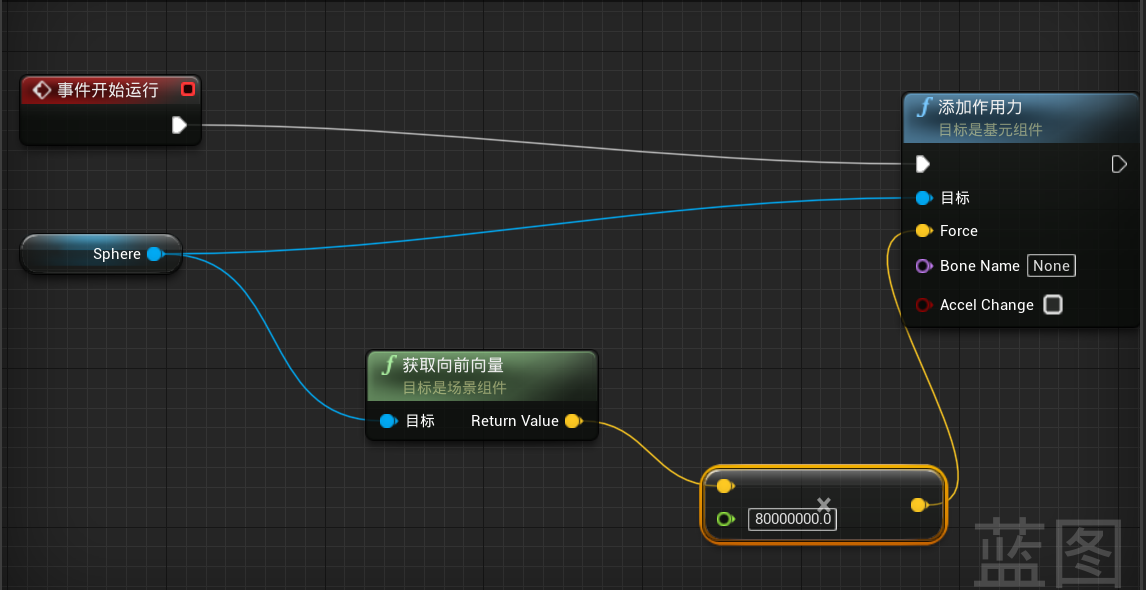 事件开始运行
添加作用力
目标是基元组件
目标
Sphere
Force
Bone Name None
Accel Change
获取向前向量
目标是场景组件
目标 Return Value
80000000.0
蓝图